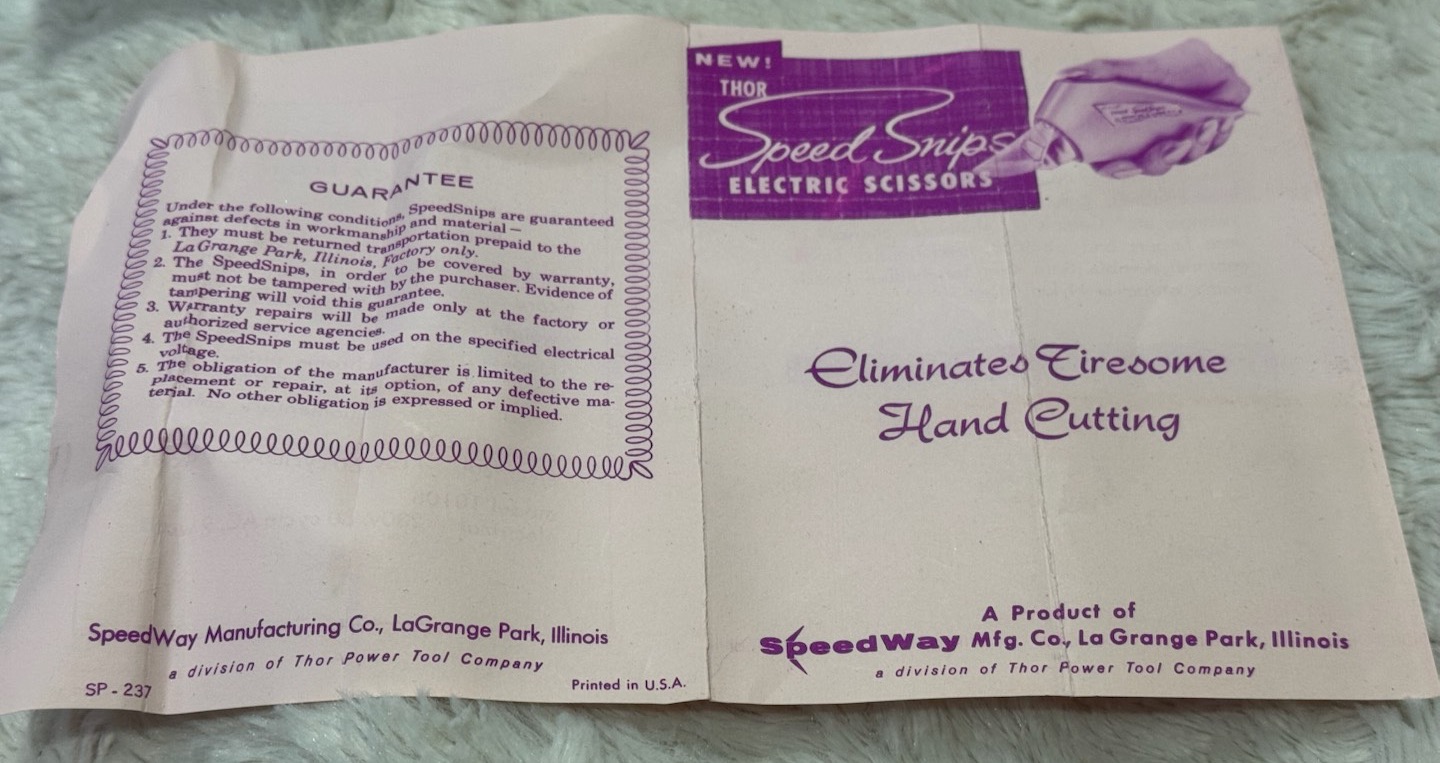 GUARANTEE
Under the following conditions, SpeedSnips are guaranteed
against defects in workmanship and material —
1. They must be returned transportation prepaid to the
La Grange Park, Illinois, Factory only.
2. The SpeedSnips, in order to be covered by warranty,
must not be tampered with by the purchaser. Evidence of
tampering will void this guarantee.
3. Warranty repairs will be made only at the factory or
authorized service agencies.
4. The SpeedSnips must be used on the specified electrical
voltage.
5. The obligation of the manufacturer is limited to the re-
placement or repair, at its option, of any defective ma-
terial. No other obligation is expressed or implied.
SpeedWay Manufacturing Co., LaGrange Park, Illinois
a division of Thor Power Tool Company
SP - 237
Printed in U.S.A.
NEW!
THOR
Speed Snips
ELECTRIC SCISSORS
Eliminates Tiresome
Hand Cutting
A Product of
SpeedWay Mfg. Co., La Grange Park, Illinois
a division of Thor Power Tool Company